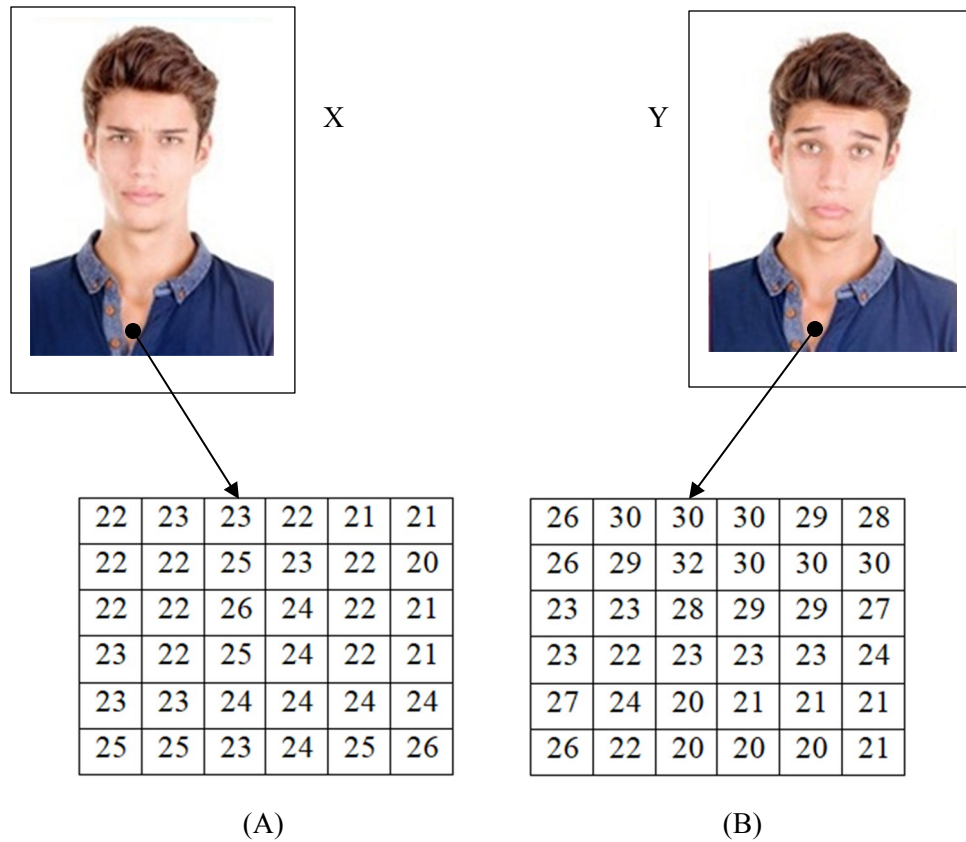 X Y
22 23 23 22 21 21
22 22 25 23 22 20
22 22 26 24 22 21
23 22 25 24 22 21
23 23 24 24 24 24
25 25 23 24 25 26
26 30 30 30 29 28
26 29 32 30 30 30
23 23 28 29 29 27
23 22 23 23 23 24
27 24 20 21 21 21
26 22 20 20 20 21
(A) (B)